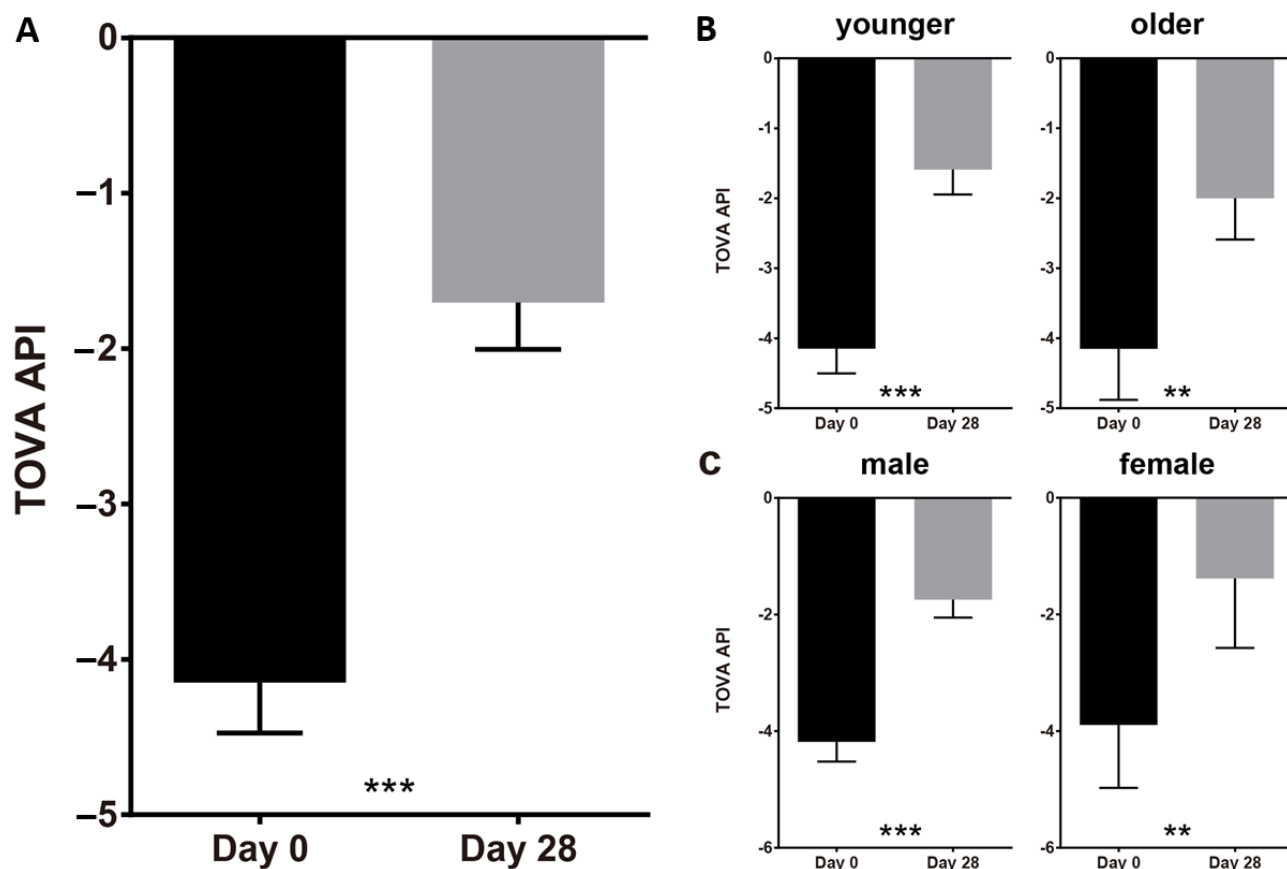 A
TOVA API
0
–1
–2
–3
–4
–5
***
Day 0 Day 28
B
younger older
TOVA API
0
-1
-2
-3
-4
-5
***
Day 0 Day 28
0
-1
-2
-3
-4
-5
**
Day 0 Day 28
C
male female
TOVA API
0
-2
-4
-6
***
Day 0 Day 28
0
-2
-4
-6
**
Day 0 Day 28